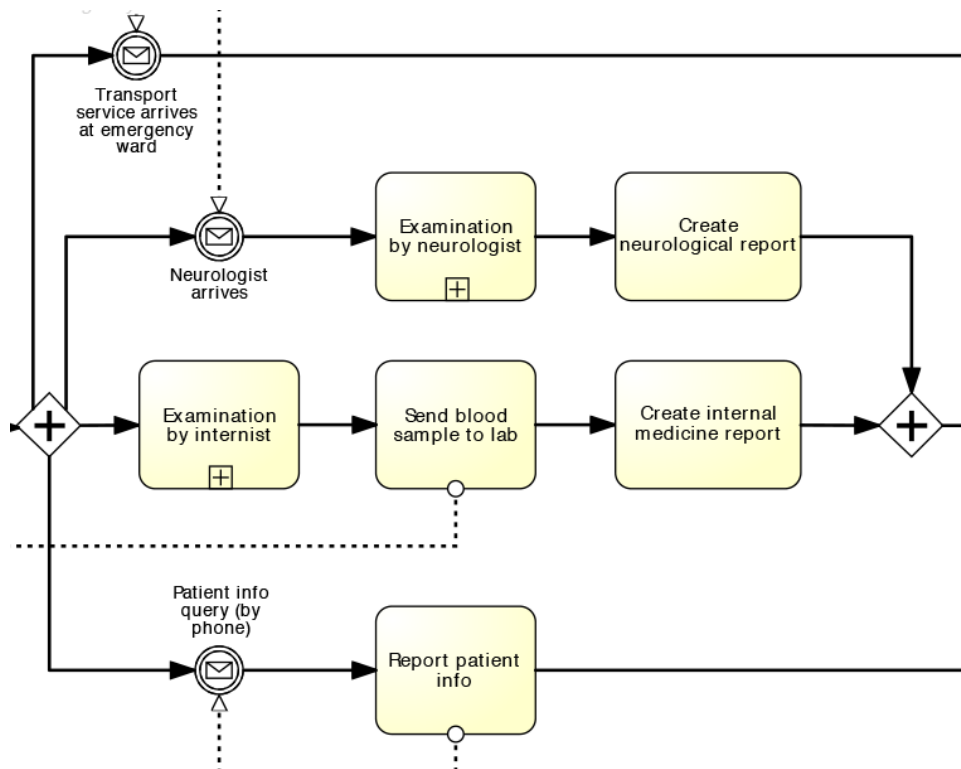 Transport
service arrives
at emergency
ward
Neurologist
arrives
Examination
by neurologist
Create
neurological report
Examination
by internist
Send blood
sample to lab
Create internal
medicine report
Patient info
query (by
phone)
Report patient
info